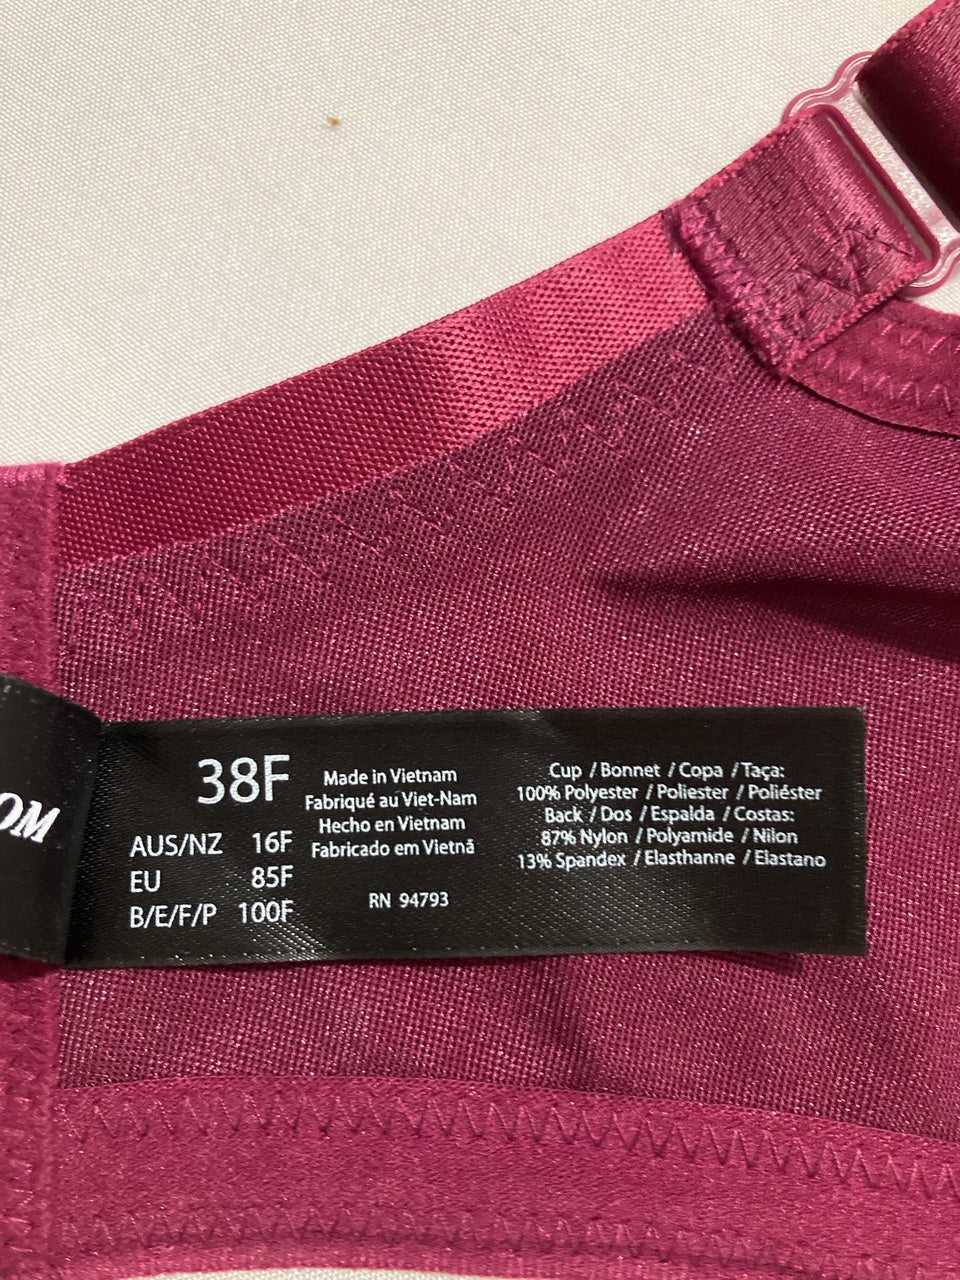 OM
38F
AUS/NZ 16F
EU 85F
B/E/F/P 100F
Made in Vietnam
Fabriqué au Viet-Nam
Hecho en Vietnam
Fabricado em Vietnã
RN 94793
Cup / Bonnet / Copa / Taça:
100% Polyester / Poliester / Poliéster
Back / Dos / Espalda / Costas:
87% Nylon / Polyamide / Nilon
13% Spandex / Elasthanne / Elastano